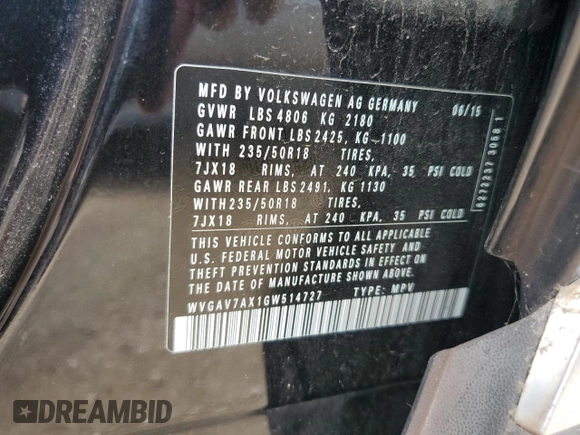 MFD BY VOLKSWAGEN AG GERMANY 06/15
GVWR LBS 4806 KG 2180
GAWR FRONT LBS 2425, KG 1100
WITH 235/50R18 TIRES,
7JX18 RIMS, AT 240 KPA, 35 PSI COLD
GAWR REAR LBS 2491, KG 1130
WITH 235/50R18 TIRES,
7JX18 RIMS, AT 240 KPA, 35 PSI COLD
THIS VEHICLE CONFORMS TO ALL APPLICABLE
U.S. FEDERAL MOTOR VEHICLE SAFETY AND
THEFT PREVENTION STANDARDS IN EFFECT ON
THE DATE OF MANUFACTURE SHOWN ABOVE.
WVGAV7AX1GW514727 TYPE: MPV
DREAMBID